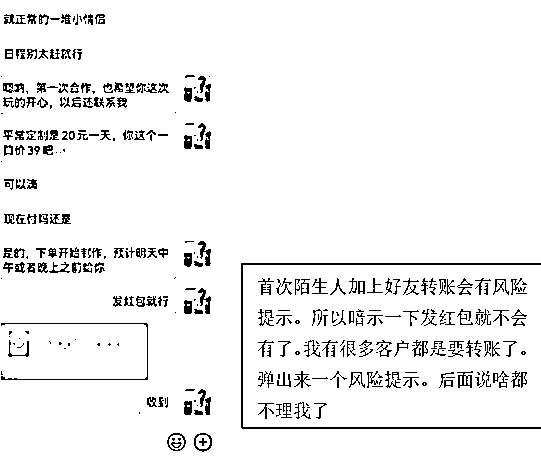 就正常的一堆小情侣
日程别太赶就行
嗯呐，第一次合作，也希望你这次
玩的开心，以后还联系我
平常定制是20元一天，你这个一
口价39吧
可以滴
现在付吗还是
是的，下单开始制作，预计明天中
午或者晚上之前给你
发红包就行
收到
首次陌生人加上好友转账会有风险
提示。所以暗示一下发红包就不会
有了。我有很多客户都是要转账了。
弹出来一个风险提示。后面说啥都
不理我了